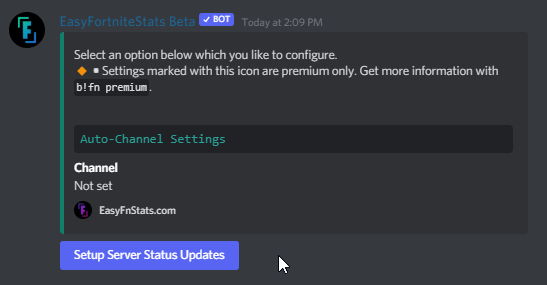 EasyFortniteStats Beta ✓ BOT Today at 2:09 PM
Select an option below which you like to configure.
🔶▪Settings marked with this icon are premium only. Get more information with
b!fn premium.
Auto-Channel Settings
Channel
Not set
EasyFnStats.com
Setup Server Status Updates